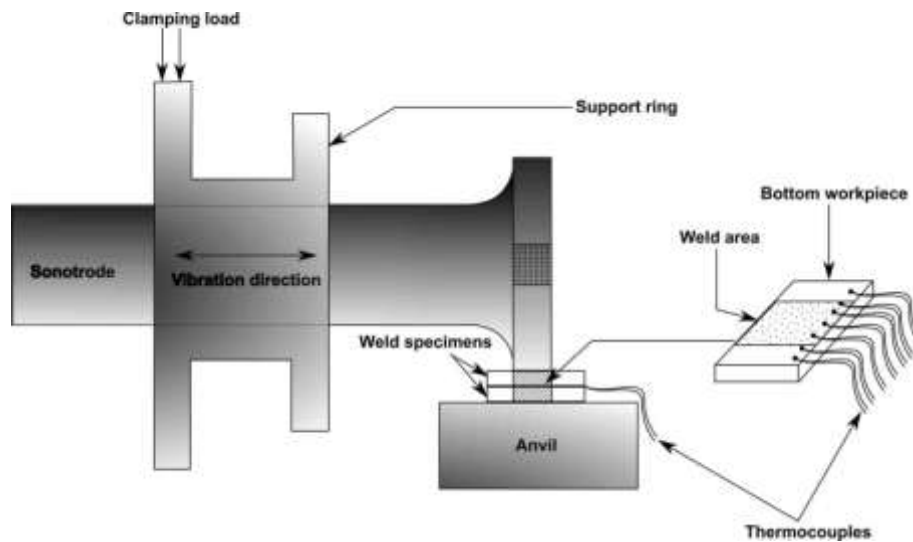 Clamping load
Support ring
Bottom workpiece
Weld area
Sonotrode
Vibration direction
Weld specimens
Anvil
Thermocouples